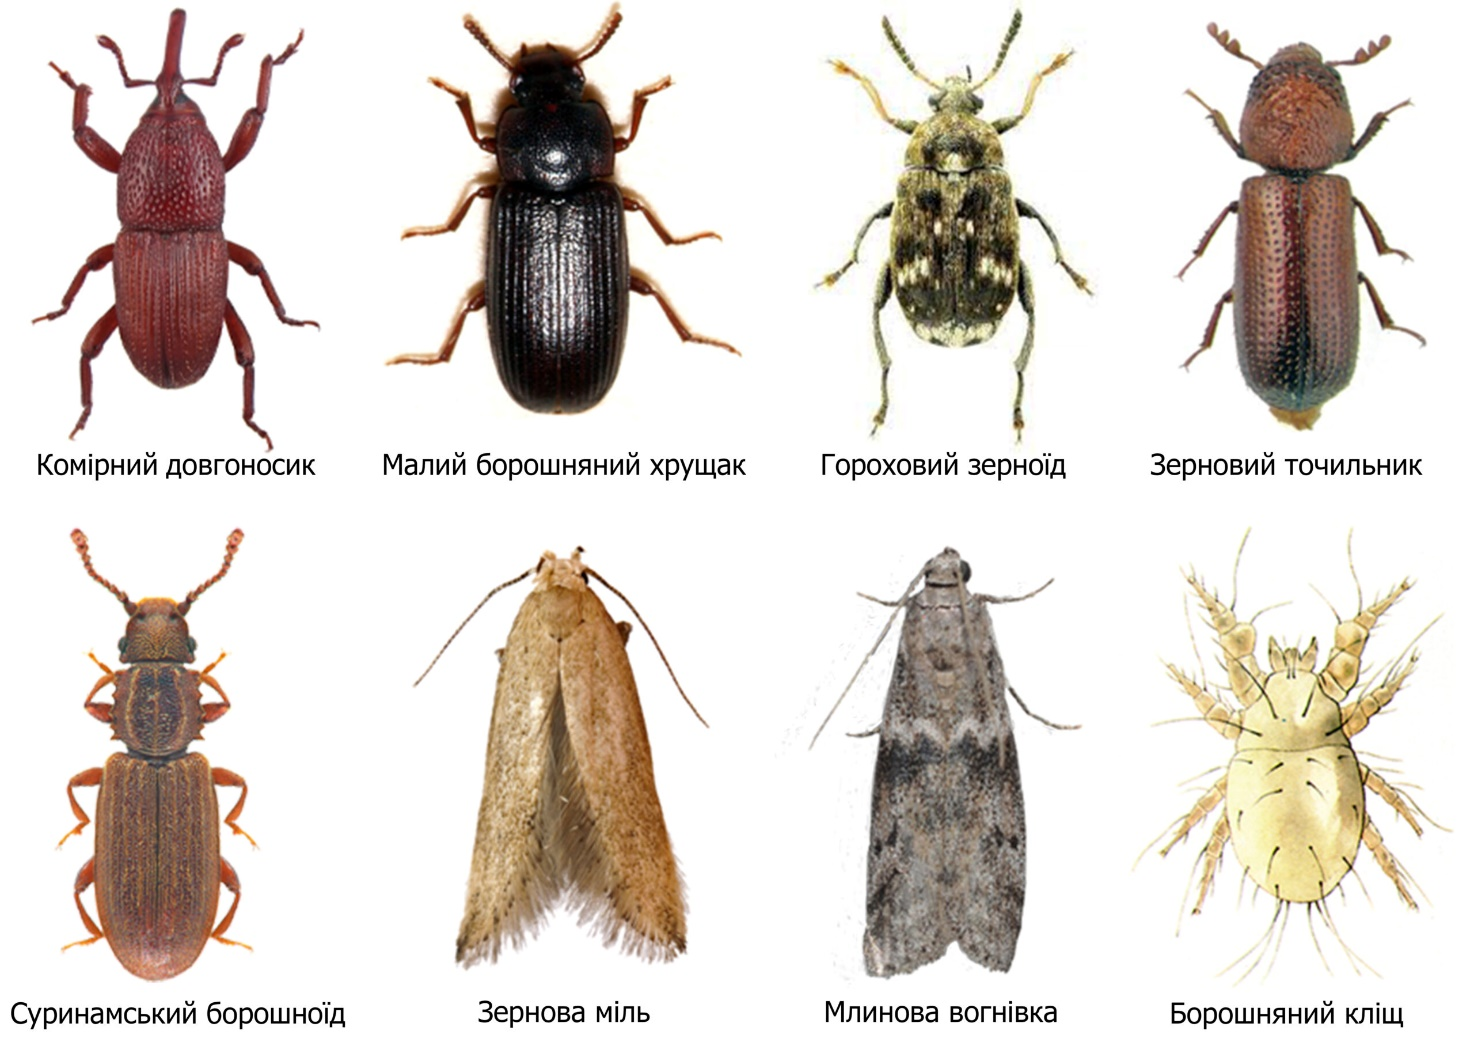 Комірний довгоносик
Малий борошняний хрущак
Гороховий зерноїд
Зерновий точильник
Суринамський борошноїд
Зернова міль
Млинова вогнівка
Борошняний кліщ